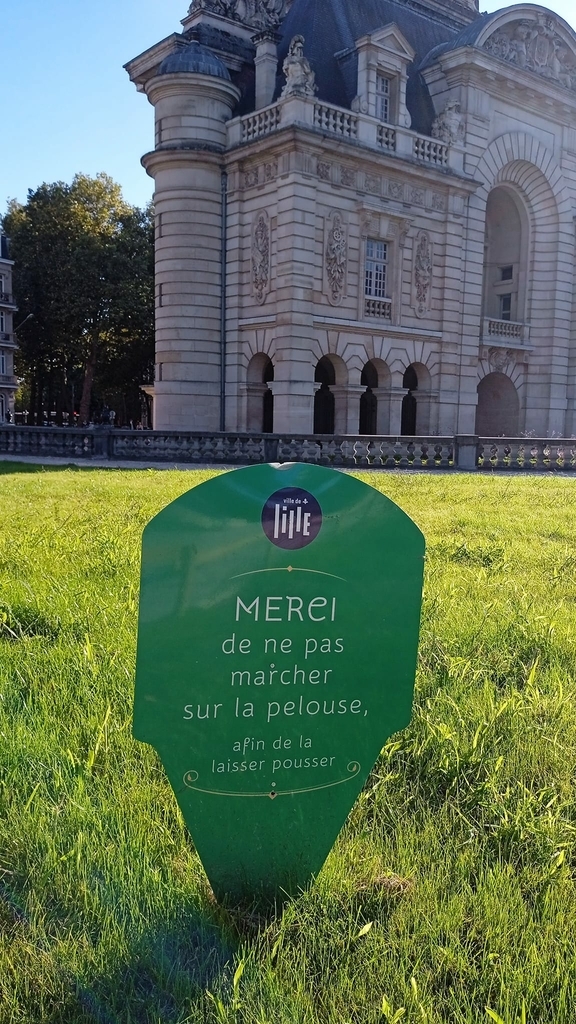 ville de
lille
MERCI
de ne pas
marcher
sur la pelouse,
afin de la
laisser pousser